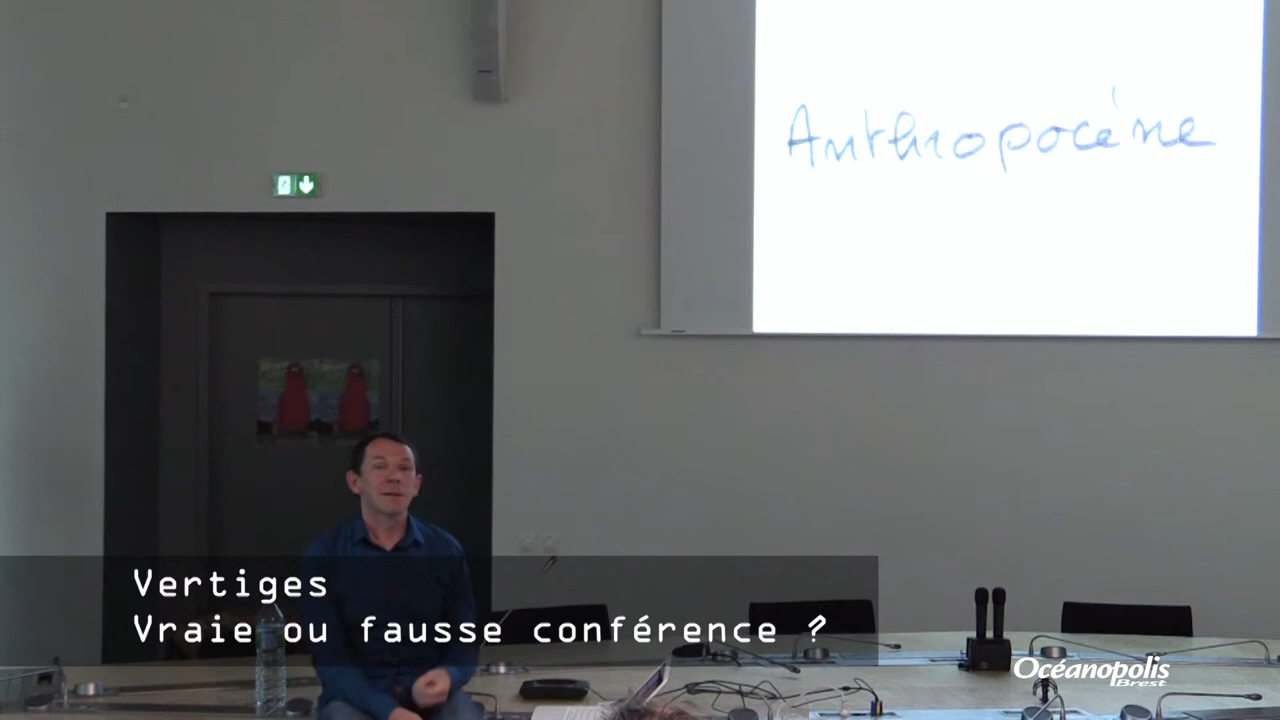 Anthropocène
Vertiges
Vraie ou fausse conférence ?
Océanopolis
Brest